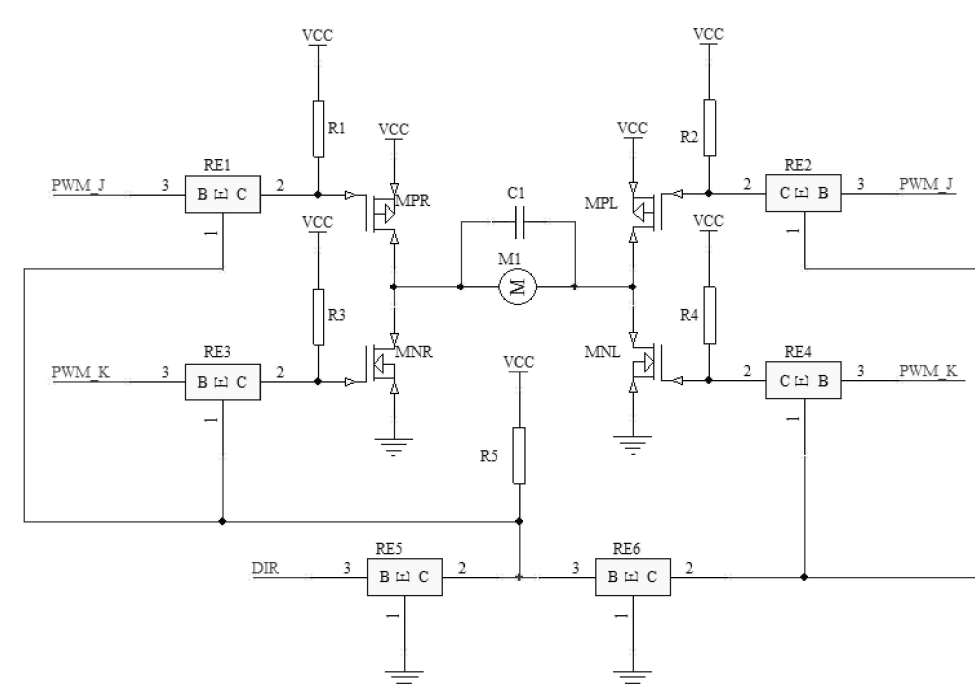 VCC
VCC
R1
VCC
VCC
R2
RE1
RE2
PWM_J
3
B E C
2
MPR
C1
MPL
2
C E B
3
PWM_J
1
VCC
VCC
1
M1
M
R3
R4
RE3
MNR
MNL
RE4
PWM_K
3
B E C
2
VCC
2
C E B
3
PWM_K
1
1
R5
RE5
RE6
DIR
3
B E C
2
3
B E C
2
1
1